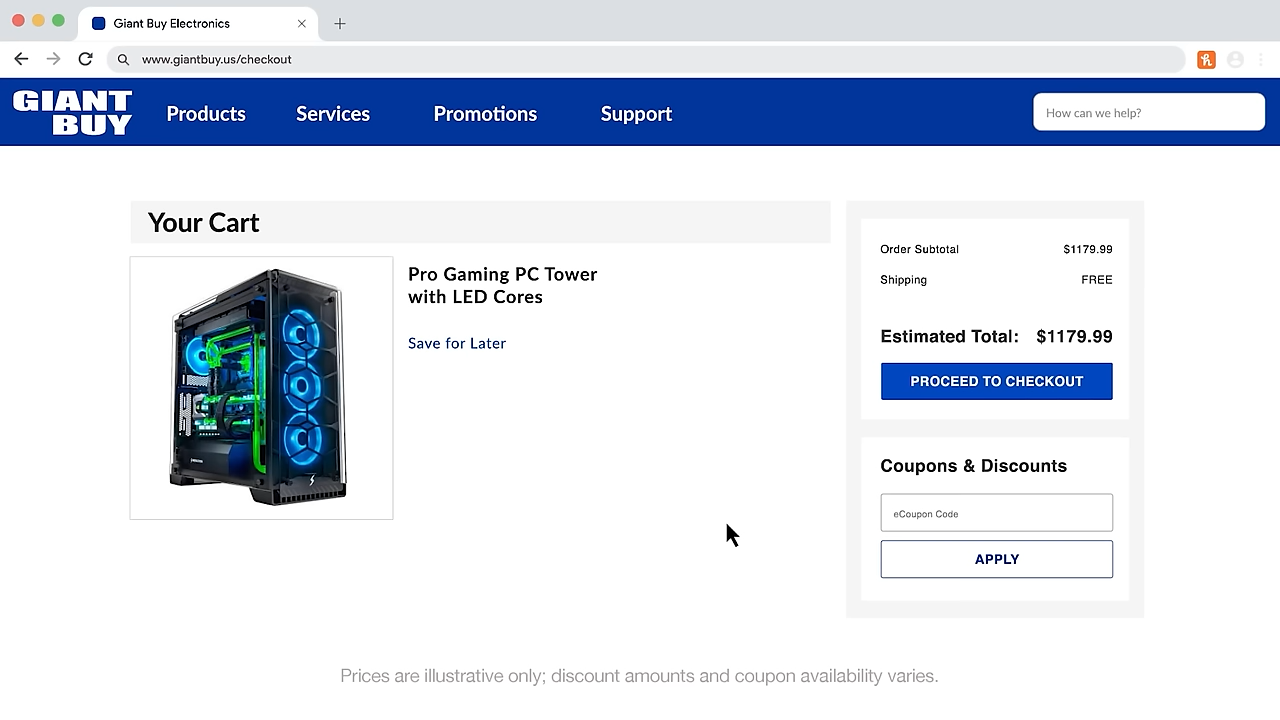 Giant Buy Electronics
www.giantbuy.us/checkout
GIANT
BUY
Products
Services
Promotions
Support
How can we help?
Your Cart
Pro Gaming PC Tower
with LED Cores
Save for Later
Order Subtotal $1179.99
Shipping FREE
Estimated Total: $1179.99
PROCEED TO CHECKOUT
Coupons & Discounts
eCoupon Code
APPLY
Prices are illustrative only; discount amounts and coupon availability varies.